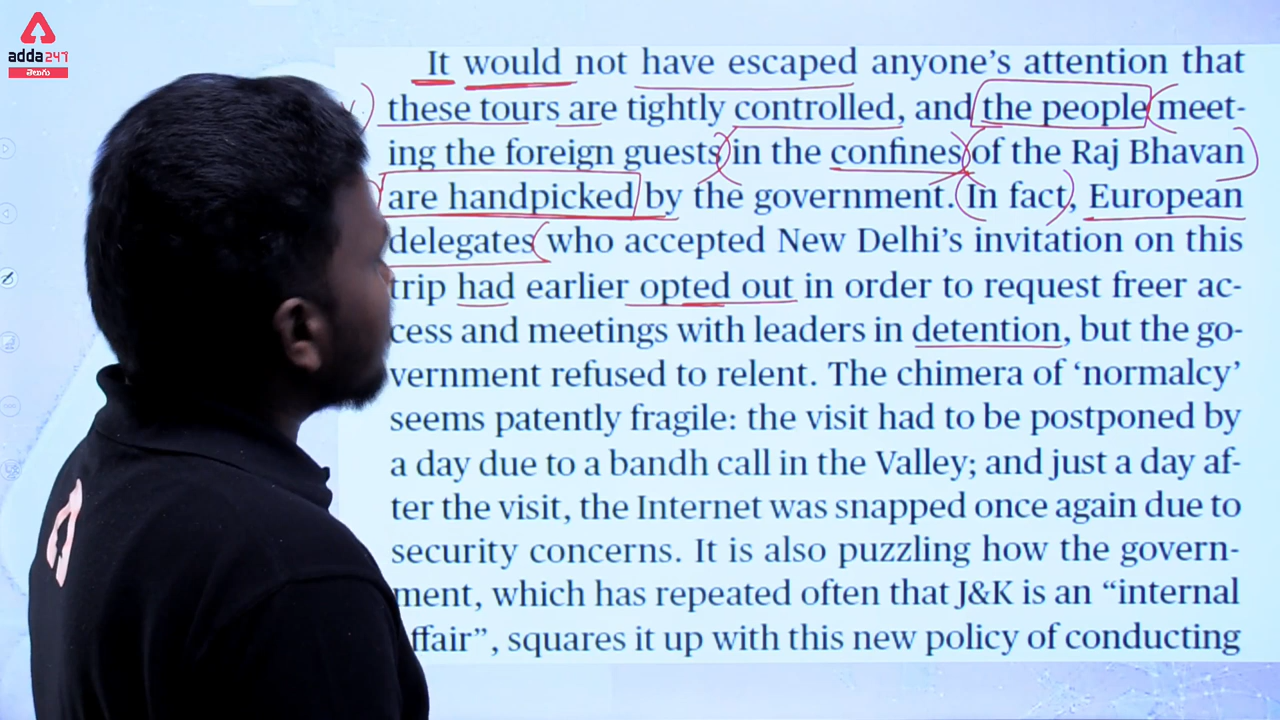 adda247
తెలుగు
It would not have escaped anyone's attention that
these tours are tightly controlled, and the people meet-
ing the foreign guests in the confines of the Raj Bhavan
are handpicked by the government. In fact, European
delegates who accepted New Delhi's invitation on this
trip had earlier opted out in order to request freer ac-
cess and meetings with leaders in detention, but the go-
vernment refused to relent. The chimera of ‘normalcy’
seems patently fragile: the visit had to be postponed by
a day due to a bandh call in the Valley; and just a day af-
ter the visit, the Internet was snapped once again due to
security concerns. It is also puzzling how the govern-
ment, which has repeated often that J&K is an “internal
ffair”, squares it up with this new policy of conducting